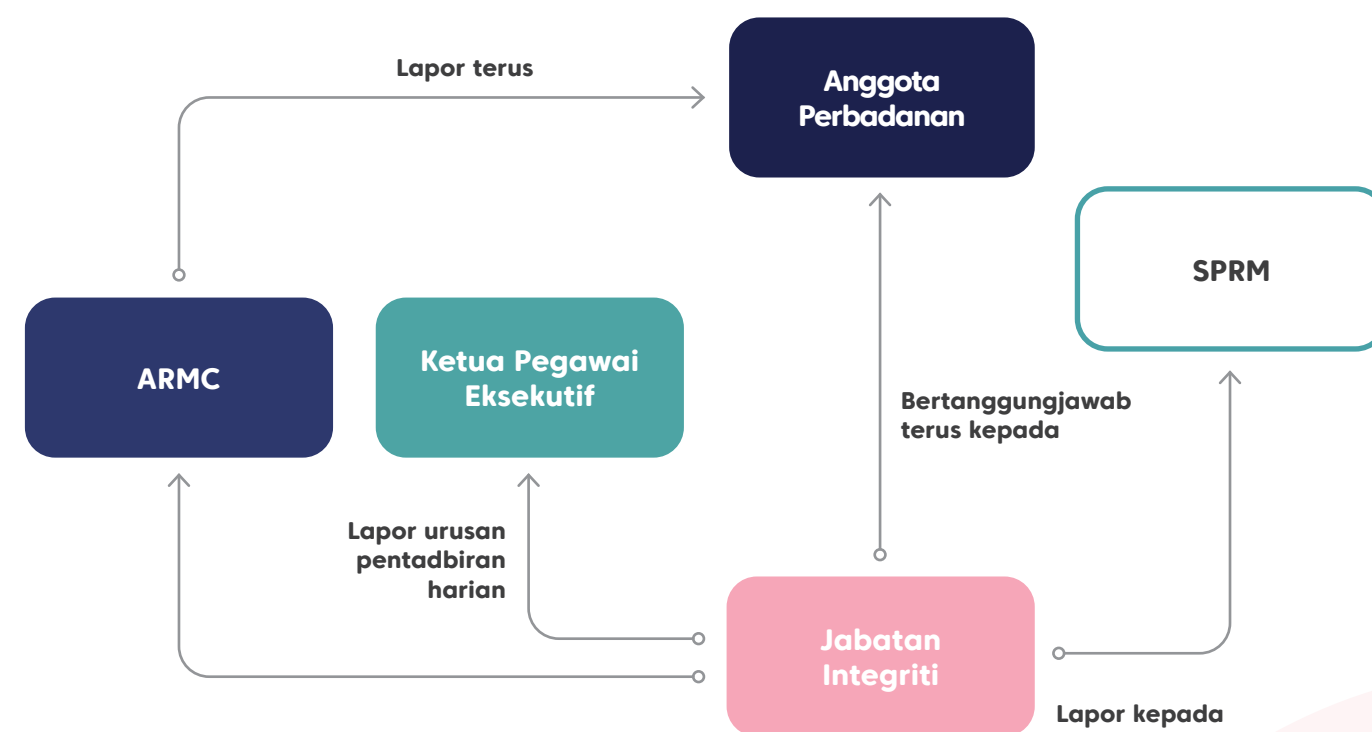 Lapor terus
Anggota
Perbadanan
SPRM
ARMC
Ketua Pegawai
Eksekutif
Bertanggungjawab
terus kepada
Lapor urusan
pentadbiran
harian
Jabatan
Integriti
Lapor kepada